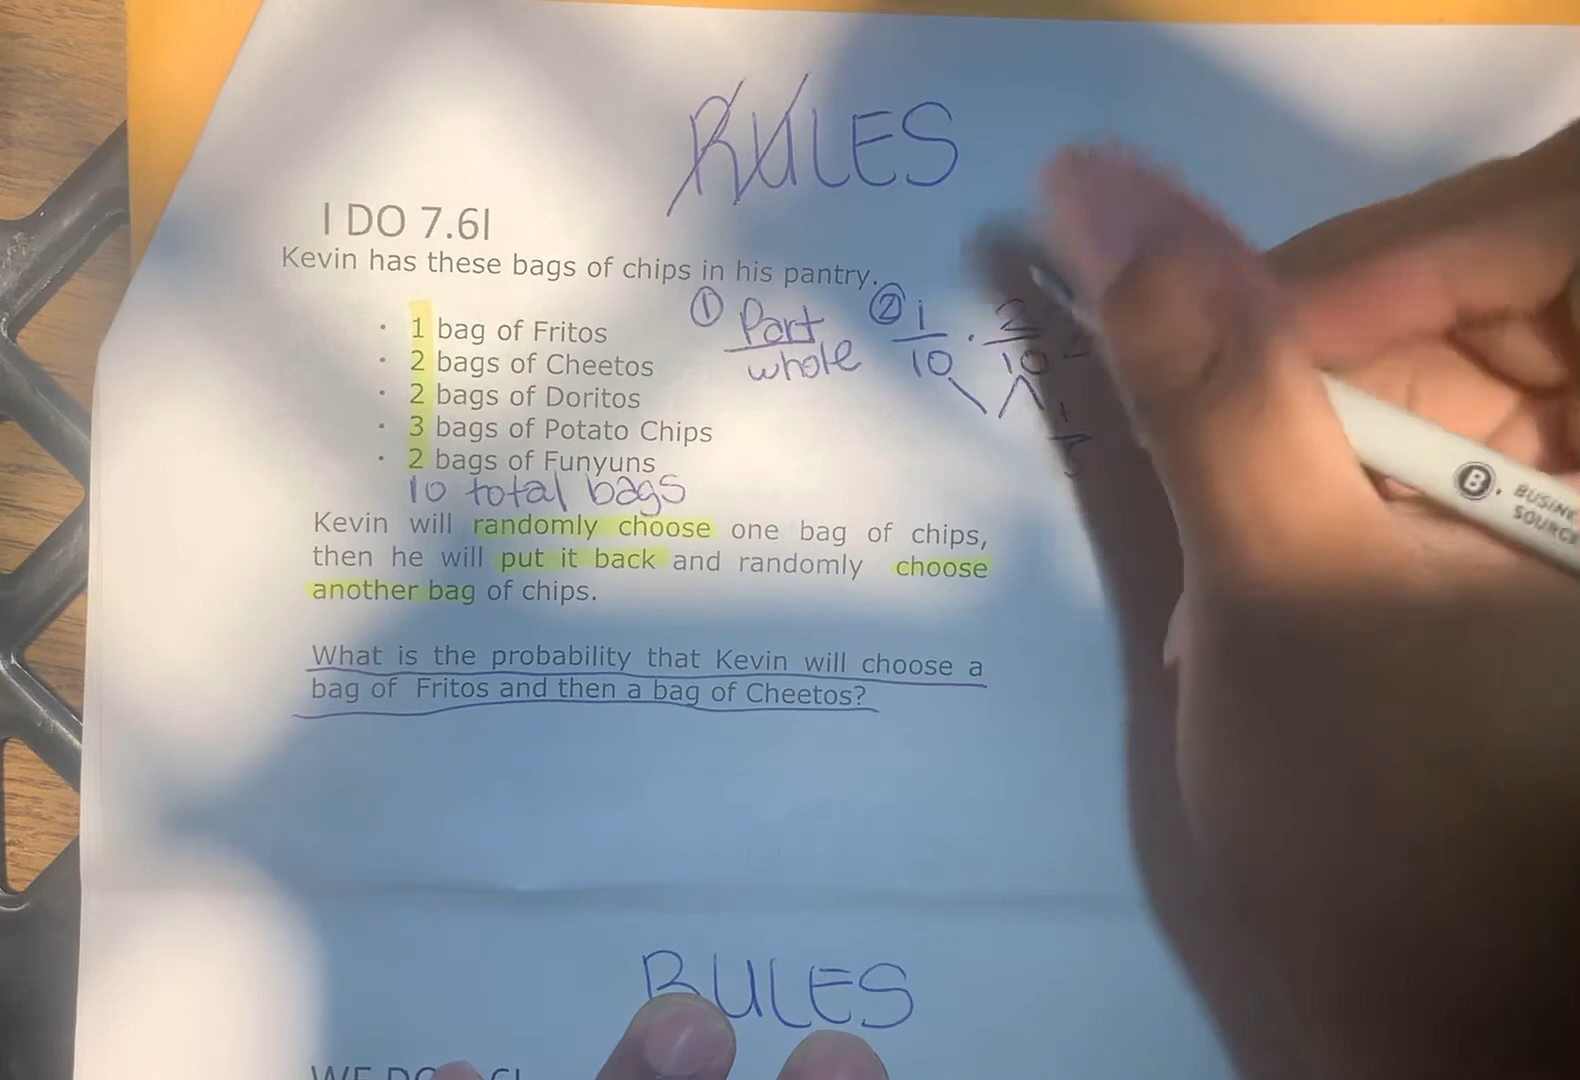 RULES
I DO 7.6I
Kevin has these bags of chips in his pantry.
① Part
whole
② 1/10 · 2/10
· 1 bag of Fritos
· 2 bags of Cheetos
· 2 bags of Doritos
· 3 bags of Potato Chips
· 2 bags of Funyuns
10 total bags
Kevin will randomly choose one bag of chips,
then he will put it back and randomly choose
another bag of chips.
What is the probability that Kevin will choose a
bag of Fritos and then a bag of Cheetos?
RULES
B.
BUSINE
SOURC